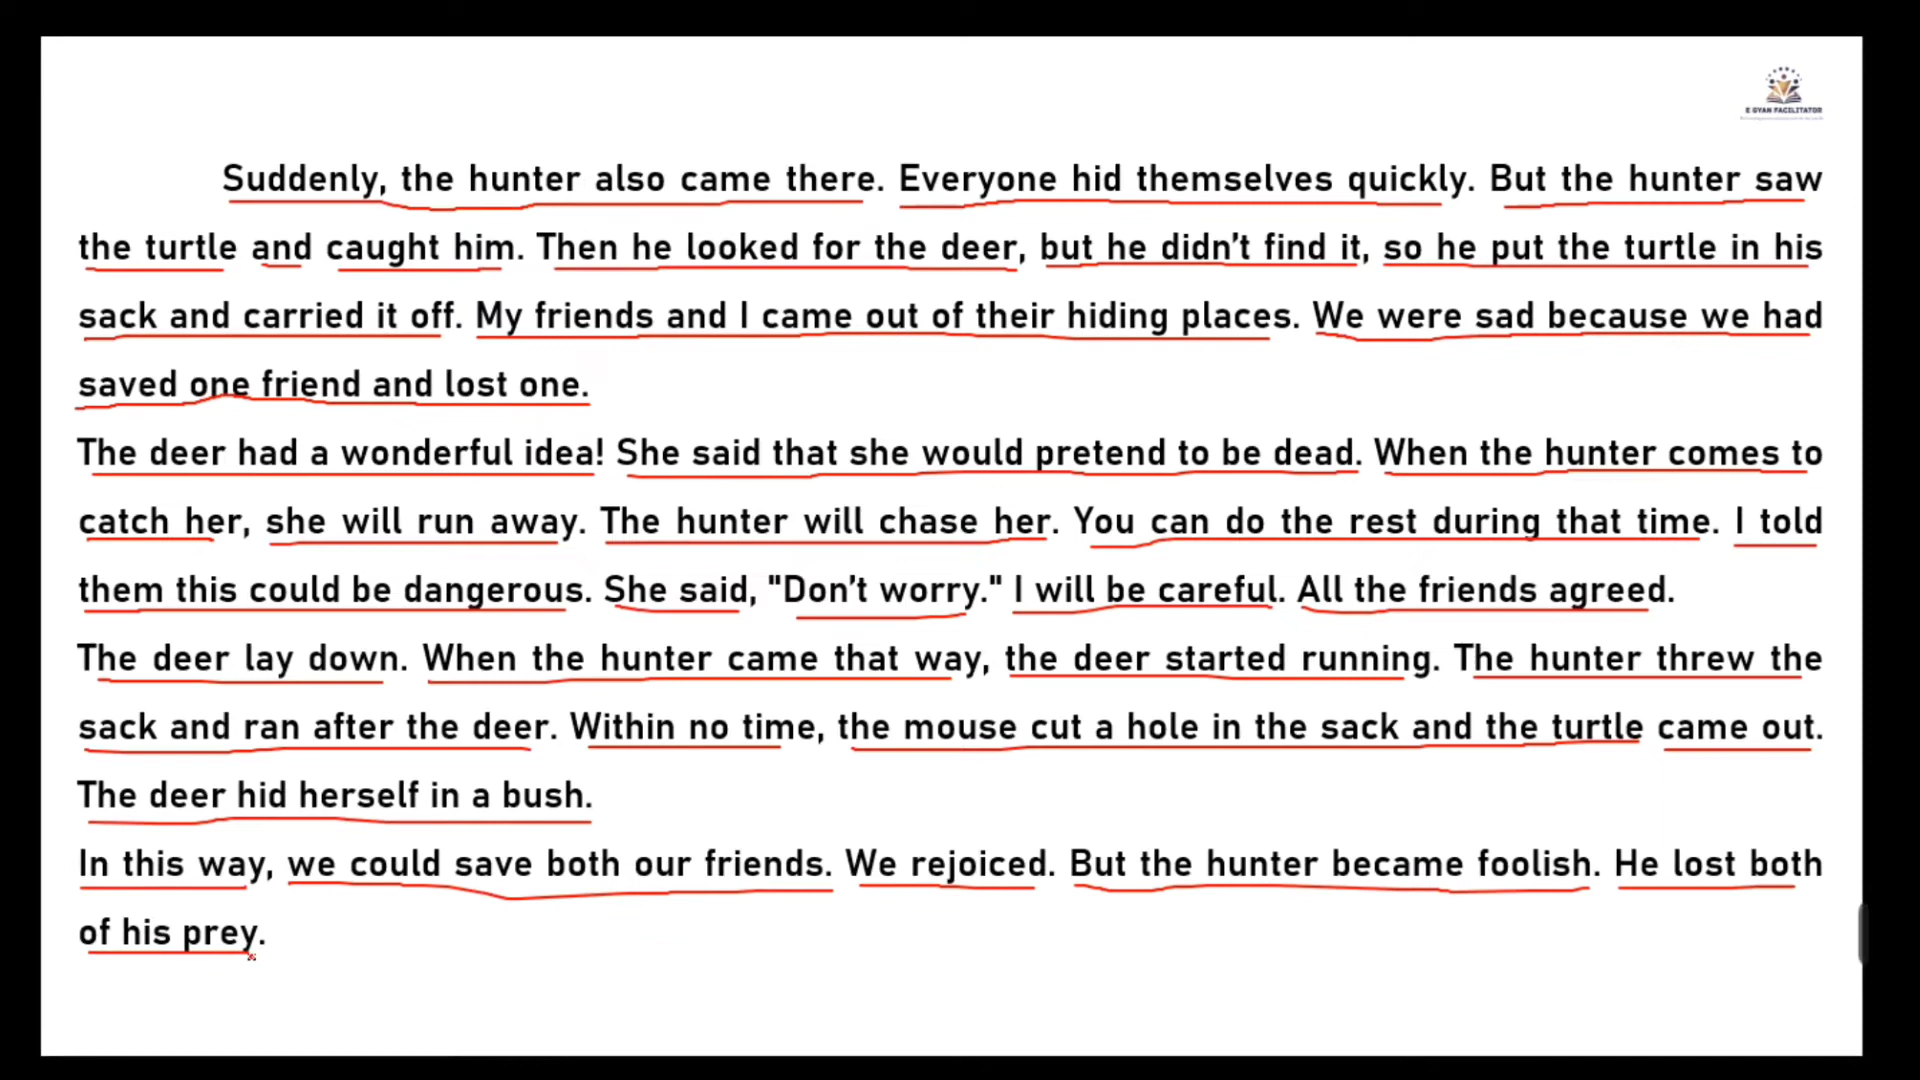 E GYAN FACILITATOR
Suddenly, the hunter also came there. Everyone hid themselves quickly. But the hunter saw
the turtle and caught him. Then he looked for the deer, but he didn't find it, so he put the turtle in his
sack and carried it off. My friends and I came out of their hiding places. We were sad because we had
saved one friend and lost one.
The deer had a wonderful idea! She said that she would pretend to be dead. When the hunter comes to
catch her, she will run away. The hunter will chase her. You can do the rest during that time. I told
them this could be dangerous. She said, "Don't worry." I will be careful. All the friends agreed.
The deer lay down. When the hunter came that way, the deer started running. The hunter threw the
sack and ran after the deer. Within no time, the mouse cut a hole in the sack and the turtle came out.
The deer hid herself in a bush.
In this way, we could save both our friends. We rejoiced. But the hunter became foolish. He lost both
of his prey.